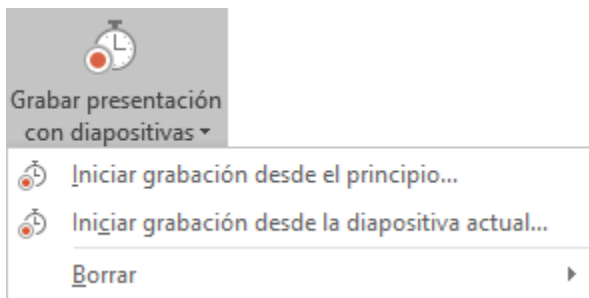 Grabar presentación
con diapositivas
Iniciar grabación desde el principio...
Iniciar grabación desde la diapositiva actual...
Borrar